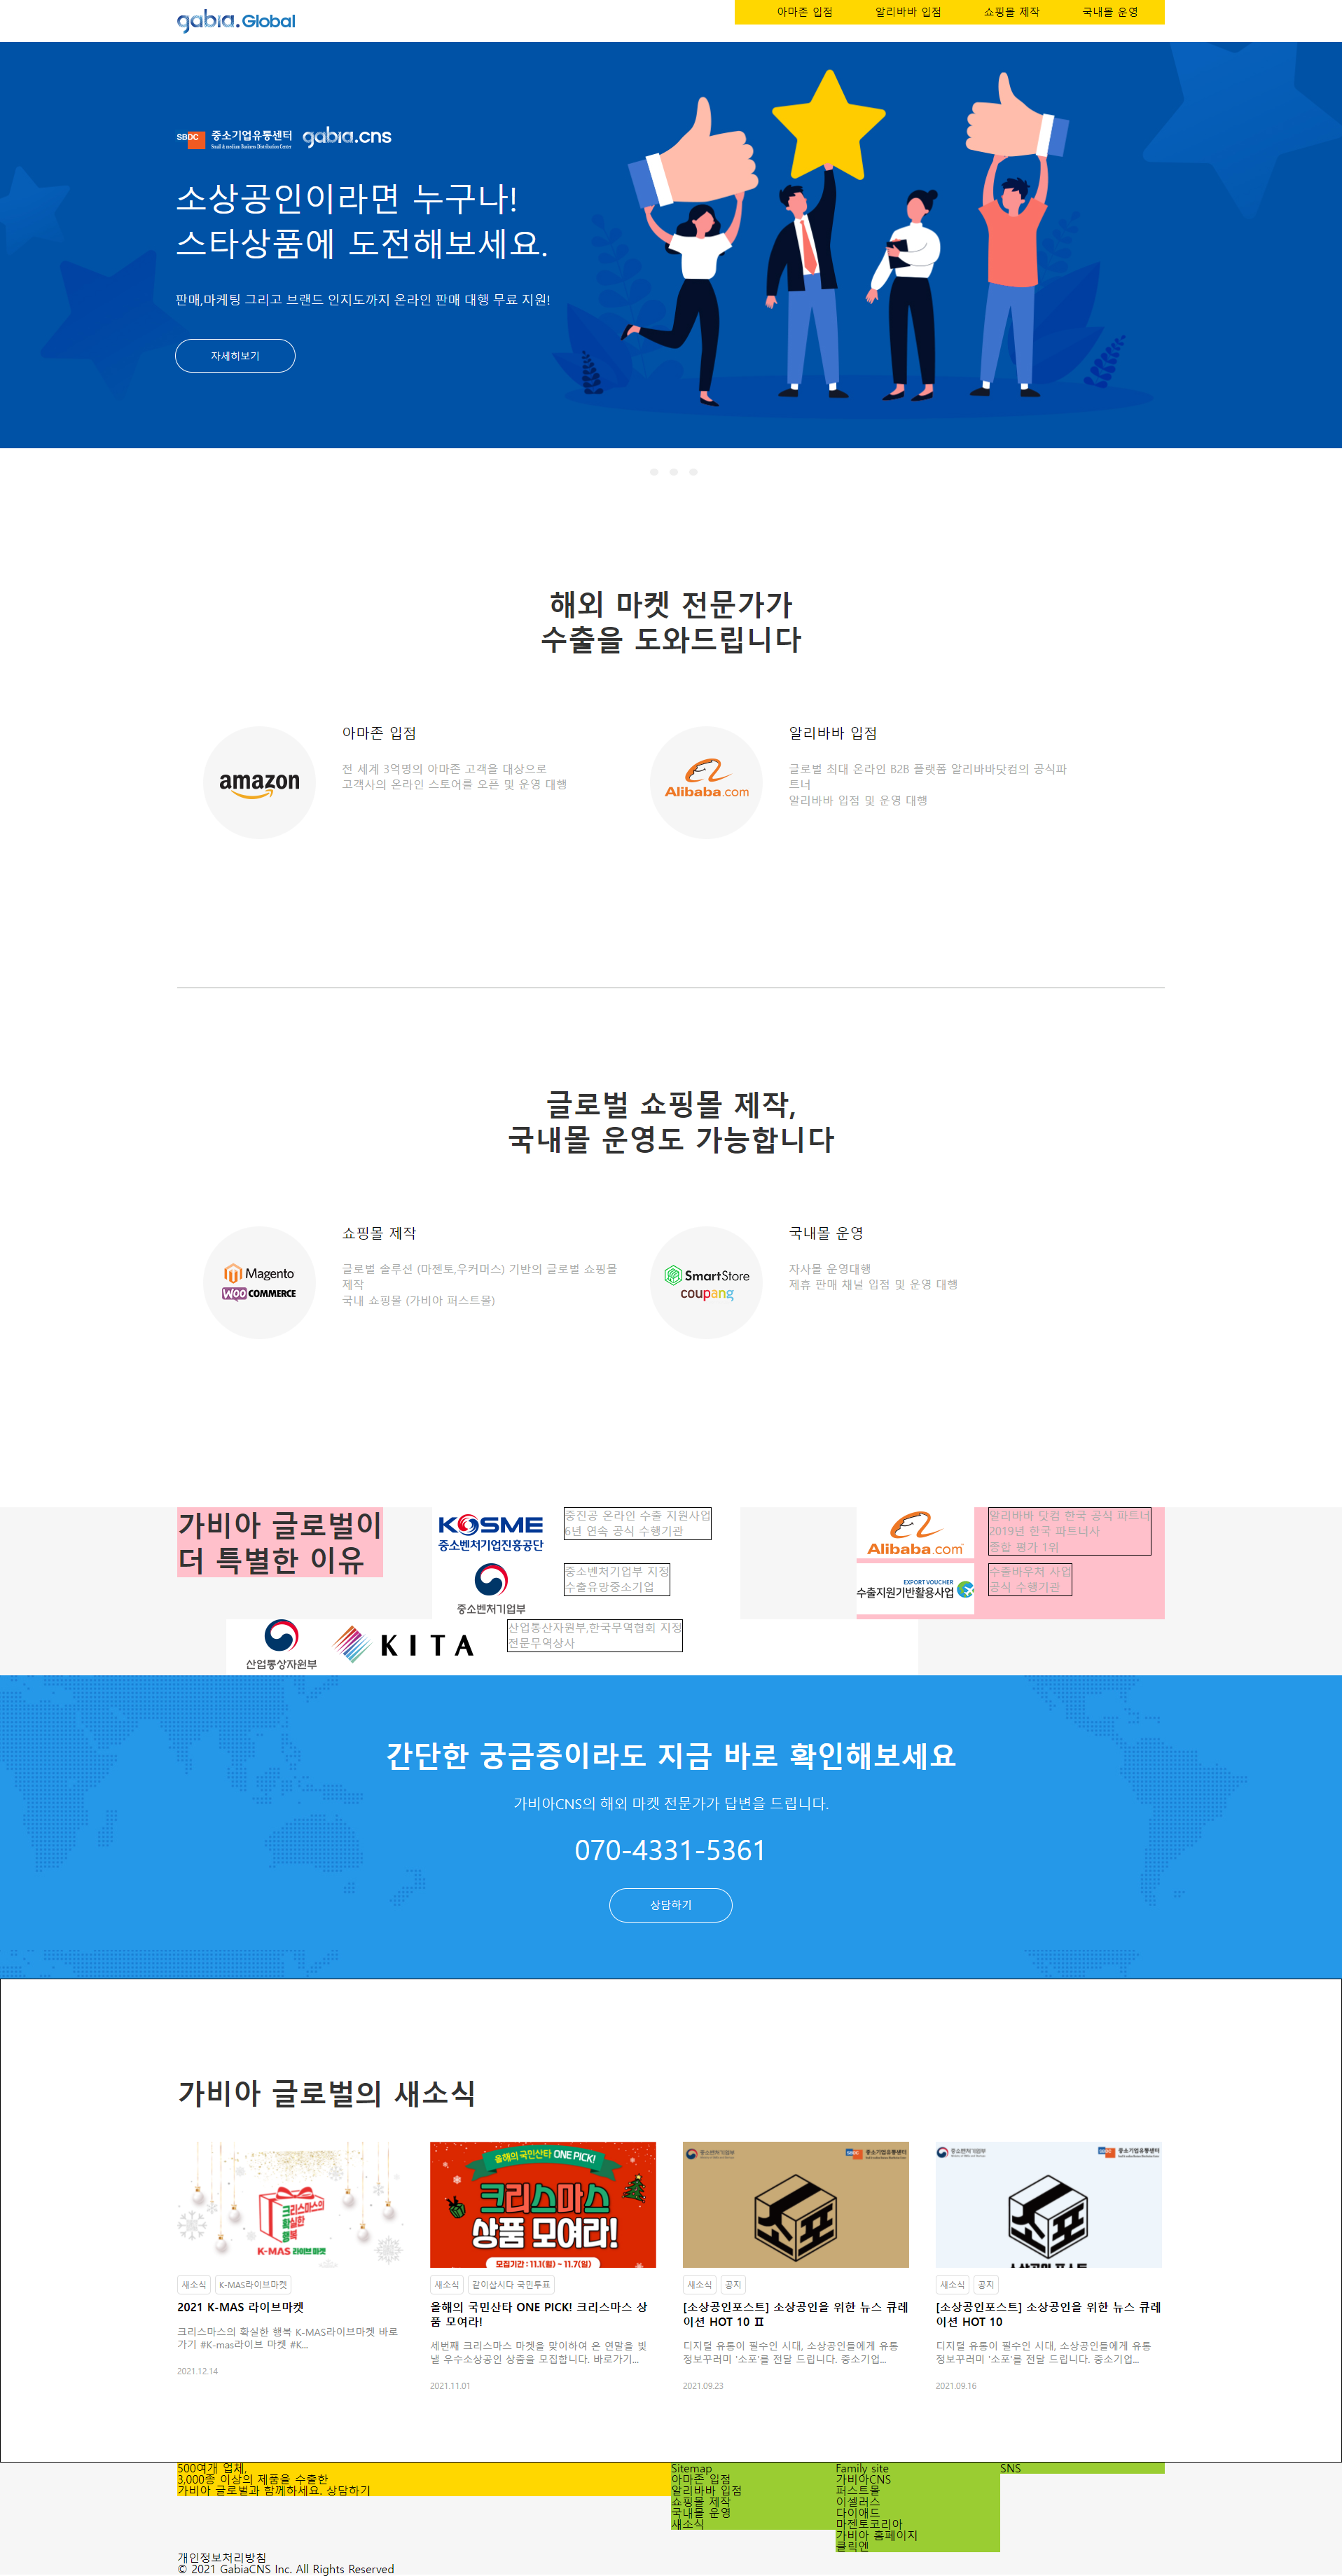 gabia.Global
아마존 입점
알리바바 입점
쇼핑몰 제작
국내몰 운영
SBDC 중소기업유통센터
Small & medium Business Distribution Center
gabia.cns
소상공인이라면 누구나!
스타상품에 도전해보세요.
판매,마케팅 그리고 브랜드 인지도까지 온라인 판매 대행 무료 지원!
자세히보기
해외 마켓 전문가가
수출을 도와드립니다
amazon
아마존 입점
전 세계 3억명의 아마존 고객을 대상으로
고객사의 온라인 스토어를 오픈 및 운영 대행
Alibaba.com
알리바바 입점
글로벌 최대 온라인 B2B 플랫폼 알리바바닷컴의 공식파
트너
알리바바 입점 및 운영 대행
글로벌 쇼핑몰 제작,
국내몰 운영도 가능합니다
Magento
WOO COMMERCE
쇼핑몰 제작
글로벌 솔루션 (마젠토,우커머스) 기반의 글로벌 쇼핑몰
제작
국내 쇼핑몰 (가비아 퍼스트몰)
SmartStore
coupang
국내몰 운영
자사몰 운영대행
제휴 판매 채널 입점 및 운영 대행
가비아 글로벌이
더 특별한 이유
KOSME
중소벤처기업진흥공단
중진공 온라인 수출 지원사업
6년 연속 공식 수행기관
Alibaba.com
알리바바 닷컴 한국 공식 파트너
2019년 한국 파트너사
종합 평가 1위
중소벤처기업부
중소벤처기업부 지정
수출유망중소기업
EXPORT VOUCHER
수출지원기반활용사업
수출바우처 사업
공식 수행기관
산업통상자원부
KITA
산업통상자원부,한국무역협회 지정
전문무역상사
간단한 궁금증이라도 지금 바로 확인해보세요
가비아CNS의 해외 마켓 전문가가 답변을 드립니다.
070-4331-5361
상담하기
가비아 글로벌의 새소식
크리스마스의
확실한
행복
K-MAS 라이브마켓
새소식
K-MAS라이브마켓
2021 K-MAS 라이브마켓
크리스마스의 확실한 행복 K-MAS라이브마켓 바로
가기 #K-mas라이브 마켓 #K...
2021.12.14
올해의 국민산타 ONE PICK!
크리스마스
상품 모여라!
모집기간 : 11.1(월) ~ 11.7(일)
새소식
같이삽시다 국민투표
올해의 국민산타 ONE PICK! 크리스마스 상
품 모여라!
세번째 크리스마스 마켓을 맞이하여 온 연말을 빛
낼 우수소상공인 상품을 모집합니다. 바로가기...
2021.11.01
중소벤처기업부
SBDC 중소기업유통센터
소포
새소식
공지
[소상공인포스트] 소상공인을 위한 뉴스 큐레
이션 HOT 10 Ⅱ
디지털 유통이 필수인 시대, 소상공인들에게 유통
정보꾸러미 '소포'를 전달 드립니다. 중소기업...
2021.09.23
중소벤처기업부
SBDC 중소기업유통센터
소포
소상공인 포스트
새소식
공지
[소상공인포스트] 소상공인을 위한 뉴스 큐레
이션 HOT 10
디지털 유통이 필수인 시대, 소상공인들에게 유통
정보꾸러미 '소포'를 전달 드립니다. 중소기업...
2021.09.16
500여개 업체,
3,000종 이상의 제품을 수출한
가비아 글로벌과 함께하세요. 상담하기
Sitemap
아마존 입점
알리바바 입점
쇼핑몰 제작
국내몰 운영
새소식
Family site
가비아CNS
퍼스트몰
이셀러스
다이애드
마젠토코리아
가비아 홈페이지
클릭엔
SNS
개인정보처리방침
© 2021 GabiaCNS Inc. All Rights Reserved